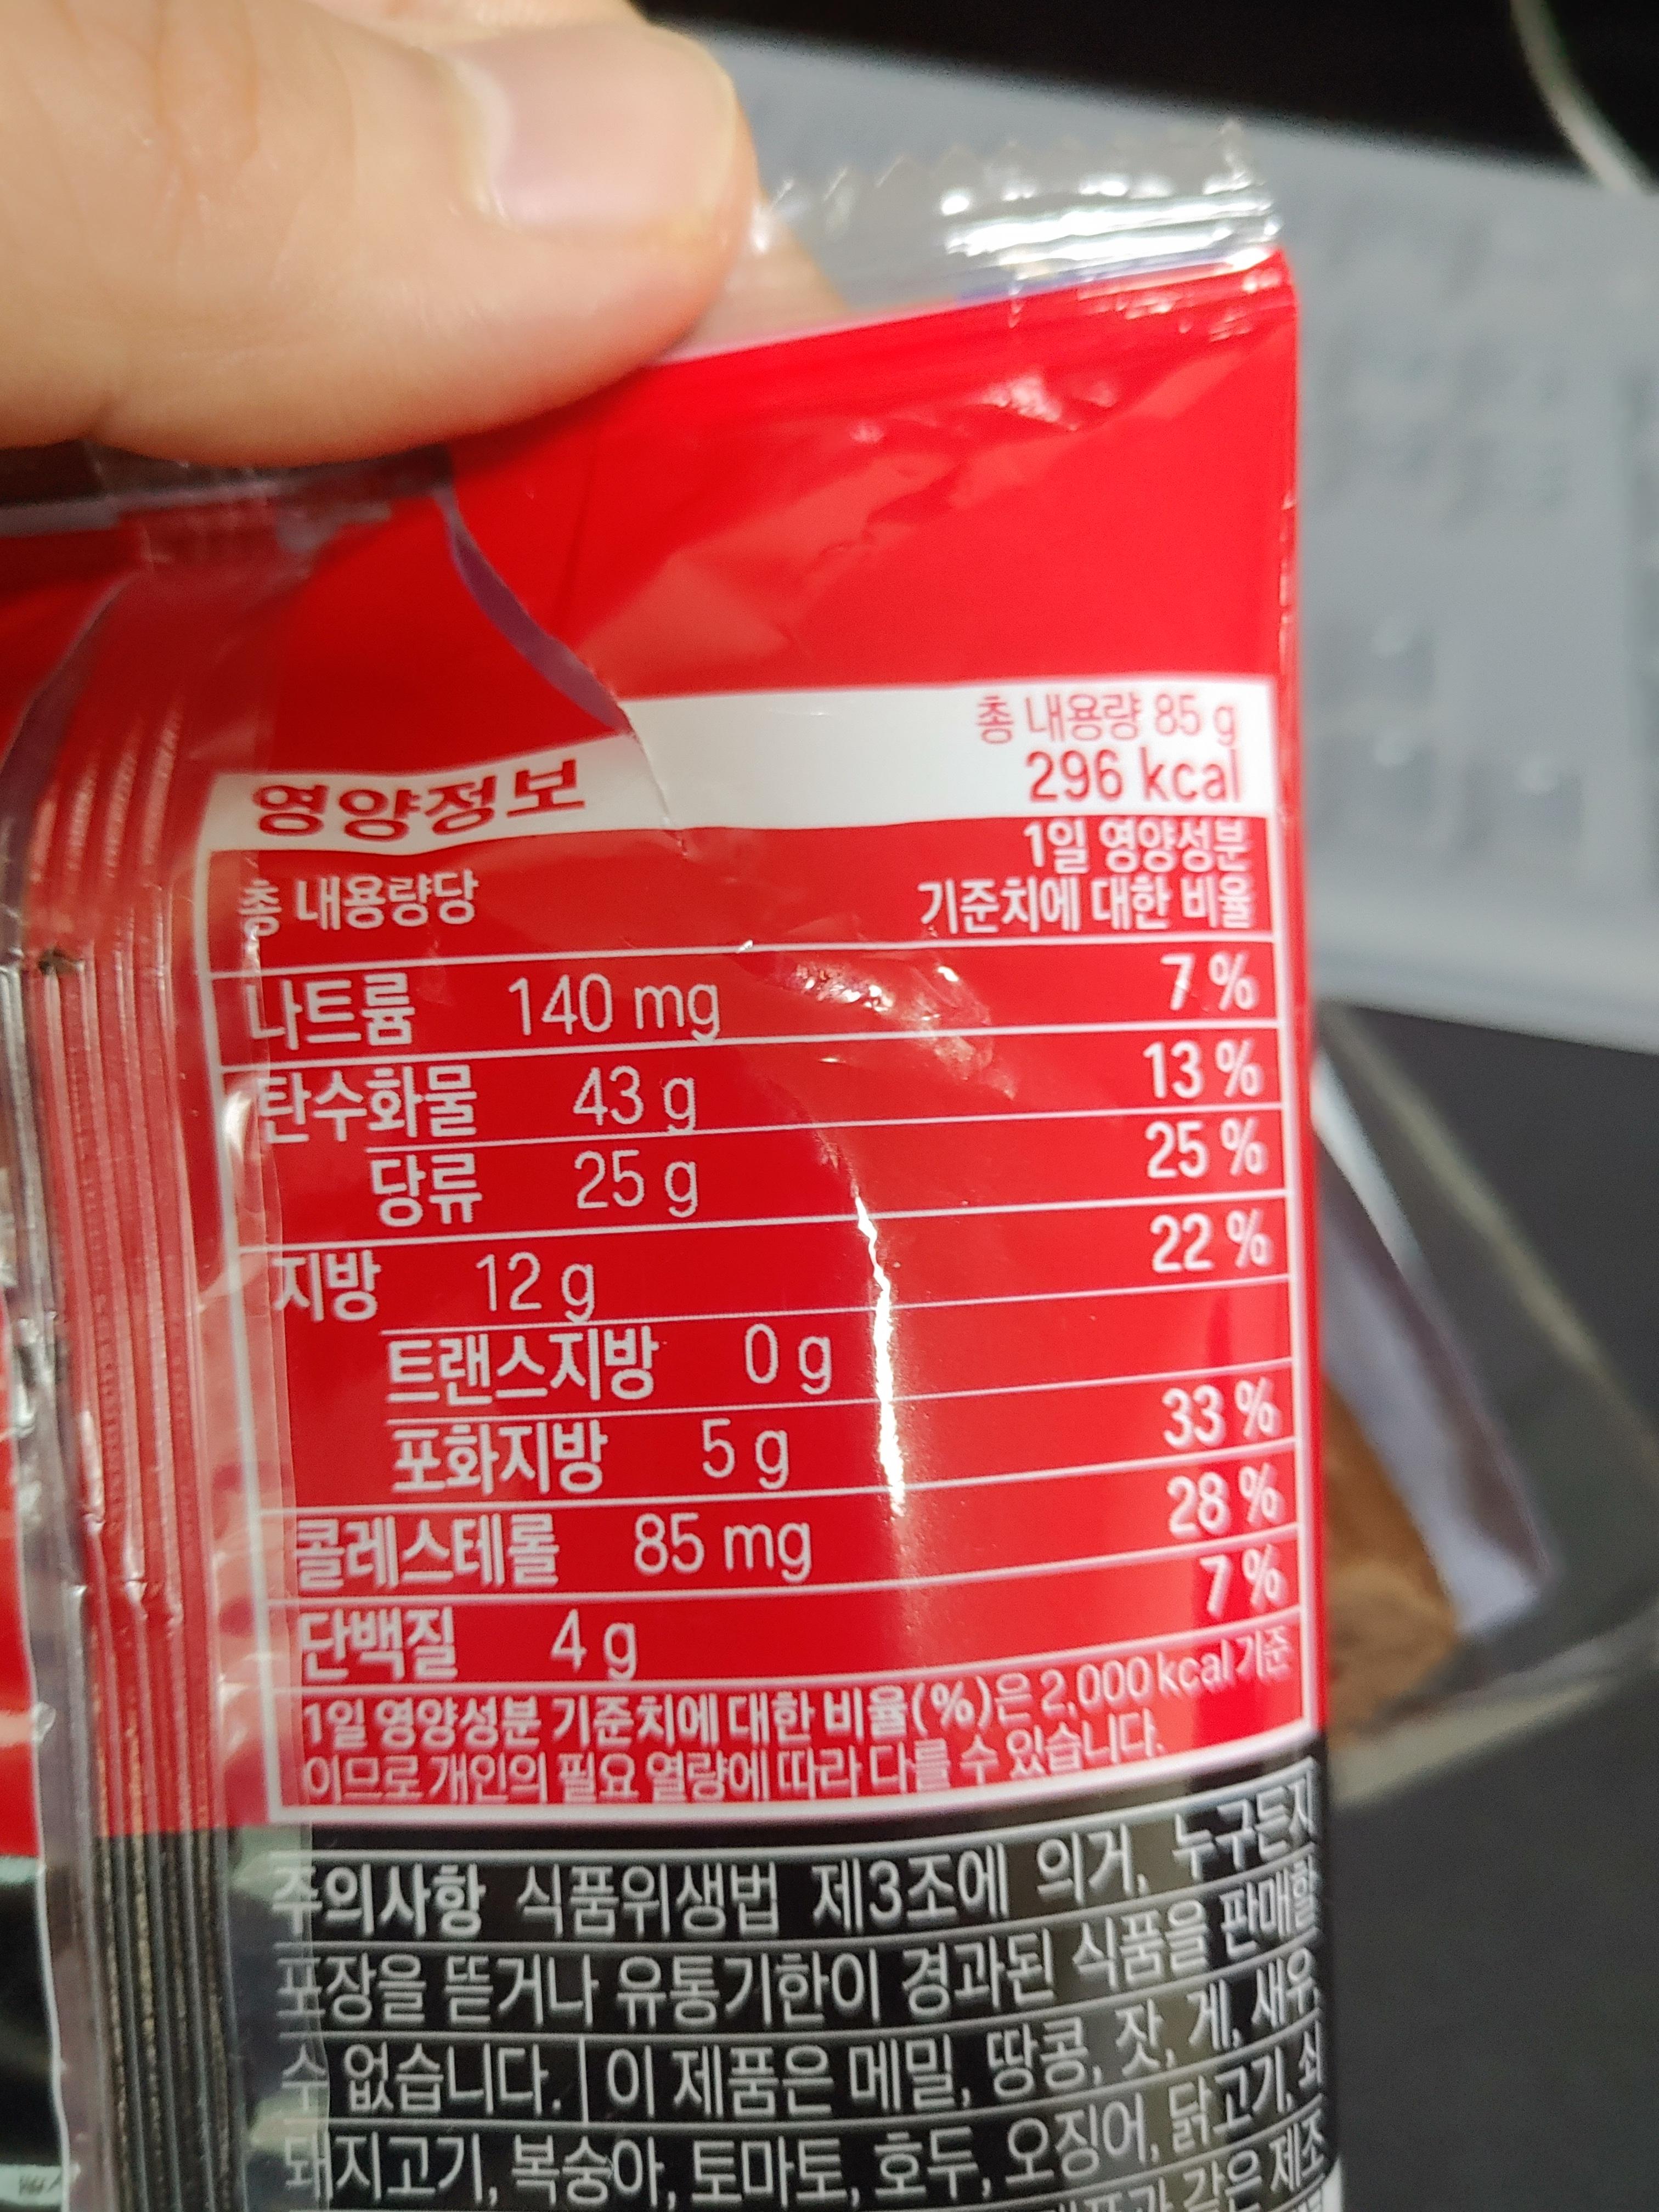 총 내용량 85 g
영양정보 296 kcal
총 내용량당 1일 영양성분
기준치에 대한 비율
나트륨 140 mg 7 %
탄수화물 43 g 13 %
당류 25 g 25 %
지방 12 g 22 %
트랜스지방 0 g
포화지방 5 g 33 %
콜레스테롤 85 mg 28 %
단백질 4 g 7 %
1일 영양성분 기준치에 대한 비율(%)은 2,000 kcal 기준
이므로 개인의 필요 열량에 따라 다를 수 있습니다.
주의사항 식품위생법 제3조에 의거, 누구든지
포장을 뜯거나 유통기한이 경과된 식품을 판매할
수 없습니다. | 이 제품은 메밀, 땅콩, 잣, 게, 새우,
돼지고기, 복숭아, 토마토, 호두, 오징어, 닭고기, 쇠
같은 제조